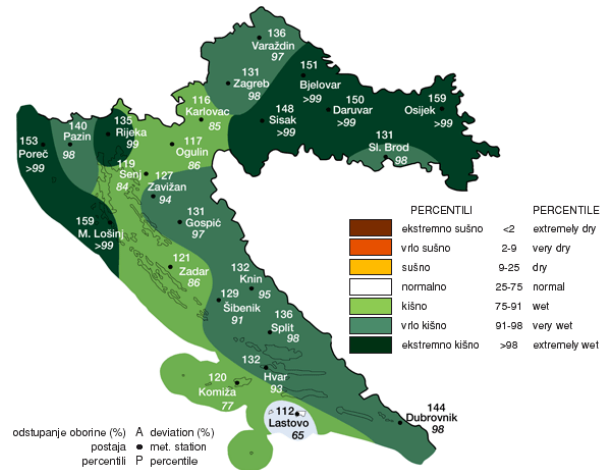 136
Varaždin
97
131
Zagreb
98
151
Bjelovar
>99
116
Karlovac
85
148
Sisak
>99
150
Daruvar
>99
159
Osijek
>99
131
Sl. Brod
98
153
Poreč
>99
140
Pazin
98
135
Rijeka
99
117
Ogulin
86
119
Senj
84
127
Zavižan
94
131
Gospić
97
159
M. Lošinj
>99
121
Zadar
86
132
Knin
95
129
Šibenik
91
136
Split
98
132
Hvar
93
120
Komiža
77
112
Lastovo
65
144
Dubrovnik
98
PERCENTILI PERCENTILE
ekstremno sušno <2 extremely dry
vrlo sušno 2-9 very dry
sušno 9-25 dry
normalno 25-75 normal
kišno 75-91 wet
vrlo kišno 91-98 very wet
ekstremno kišno >98 extremely wet
odstupanje oborine (%) A deviation (%)
postaja met. station
percentili P percentile